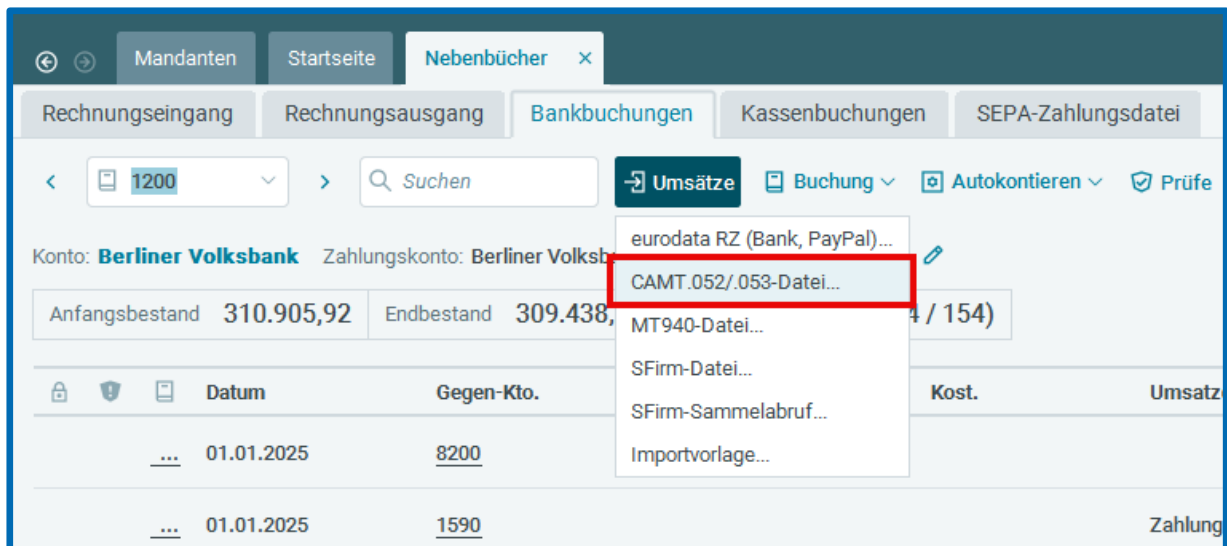 Mandanten Startseite Nebenbücher ×
Rechnungseingang Rechnungsausgang Bankbuchungen Kassenbuchungen SEPA-Zahlungsdatei
1200 Suchen Umsätze Buchung Autokontieren Prüfe
eurodata RZ (Bank, PayPal)...
Konto: Berliner Volksbank Zahlungskonto: Berliner Volksb
CAMT.052/.053-Datei...
Anfangsbestand 310.905,92 Endbestand 309.438, / 154)
MT940-Datei...
SFirm-Datei...
Datum Gegen-Kto. Kost. Umsatz
SFirm-Sammelabruf...
... 01.01.2025 8200
Importvorlage...
... 01.01.2025 1590 Zahlung